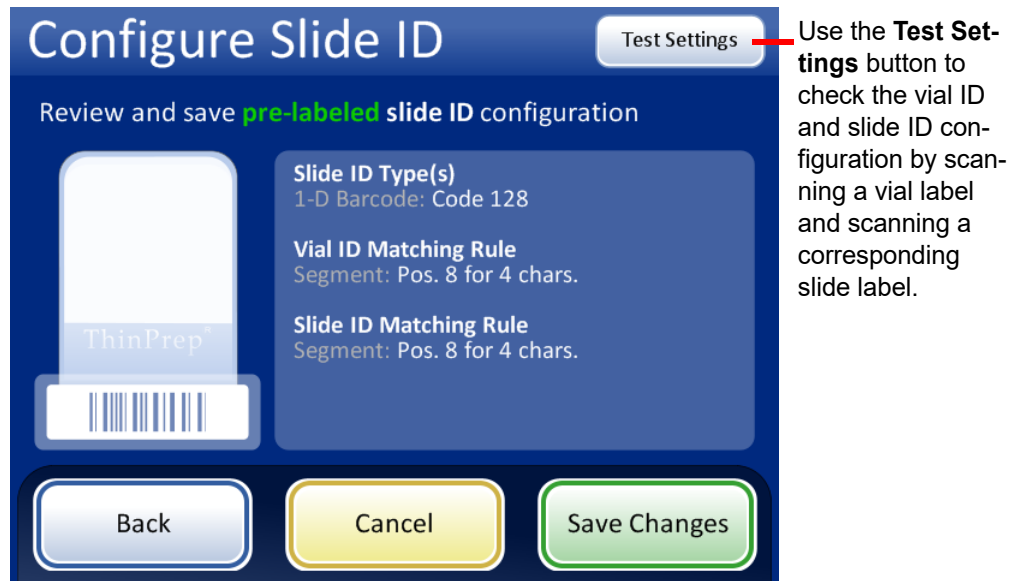 Configure Slide ID
Test Settings
Review and save pre-labeled slide ID configuration
Slide ID Type(s)
1-D Barcode: Code 128
Vial ID Matching Rule
Segment: Pos. 8 for 4 chars.
Slide ID Matching Rule
Segment: Pos. 8 for 4 chars.
ThinPrep®
Back
Cancel
Save Changes
Use the Test Set-
tings button to
check the vial ID
and slide ID con-
figuration by scan-
ning a vial label
and scanning a
corresponding
slide label.